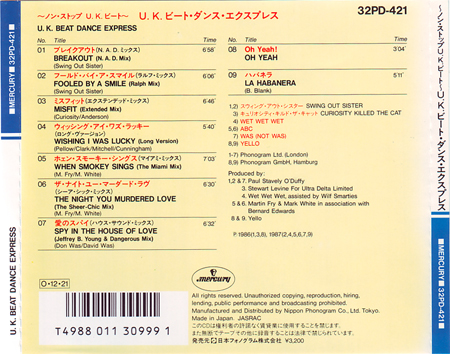 ～ノン・ストップ U.K.ビート～ U.K.ビート・ダンス・エクスプレス
32PD-421
U.K. BEAT DANCE EXPRESS
No. Title Time
01 ブレイクアウト(N.A.D.ミックス) 6'58"
BREAKOUT (N.A.D. Mix)
(Swing Out Sister)
02 フールド・バイ・ア・スマイル(ラルフ・ミックス) 6'06"
FOOLED BY A SMILE (Ralph Mix)
(Swing Out Sister)
03 ミスフィット(エクステンデッド・ミックス) 5'46"
MISFIT (Extended Mix)
(Curiosity/Anderson)
04 ウィッシング・アイ・ワズ・ラッキー 5'40"
(ロング・ヴァージョン)
WISHING I WAS LUCKY (Long Version)
(Pellow/Clark/Mitchell/Cunningham)
05 ホェン・スモーキー・シングス(マイアミ・ミックス) 7'03"
WHEN SMOKEY SINGS (The Miami Mix)
(M. Fry/M. White)
06 ザ・ナイト・ユー・マーダード・ラヴ 6'30"
(シアー・シック・ミックス)
THE NIGHT YOU MURDERED LOVE
(The Sheer-Chic Mix)
(M. Fry/M. White)
07 愛のスパイ(ハウス・サウンド・ミックス) 6'32"
SPY IN THE HOUSE OF LOVE
(Jeffrey B. Young & Dangerous Mix)
(Don Was/David Was)
No. Title Time
08 Oh Yeah! 3'04"
OH YEAH
09 ハバネラ 5'11"
LA HABANERA
(B. Blank)
1,2) スウィング・アウト・シスター SWING OUT SISTER
3) キュリオシティ・キルド・ザ・キャット CURIOSITY KILLED THE CAT
4) WET WET WET
5,6) ABC
7) WAS (NOT WAS)
8,9) YELLO
1-7) Phonogram Ltd. (London)
8,9) Phonogram GmbH, Hamburg
Produced by
1,2 & 7. Paul Stavely O'Duffy
3. Stewart Levine For Ultra Delta Limited
4. Wet Wet Wet, assisted by Wilf Smarties
5 & 6. Martin Fry & Mark White in association with
Bernard Edwards
8 & 9. Yello
P 1986(1,3,8), 1987(2,4,5,6,7,9)
O・12・21
T4988 011 30999 1
mercury
All rights reserved. Unauthorized copying, reproduction, hiring,
lending, public performance and broadcasting prohibited.
Manufactured and Distributed by Nippon Phonogram Co., Ltd. Tokyo.
Made in Japan JASRAC
このCDは権利者の許諾なく賃貸業に使用することを禁じます。
また無断でテープその他に録音することは法律で禁じられています。
発売元 日本フォノグラム株式会社 ¥3,200
■MERCURY■32PD-421■
U.K. BEAT DANCE EXPRESS
～ノン・ストップ U.K.ビート～ U.K.ビート・ダンス・エクスプレス
■MERCURY■32PD-421■